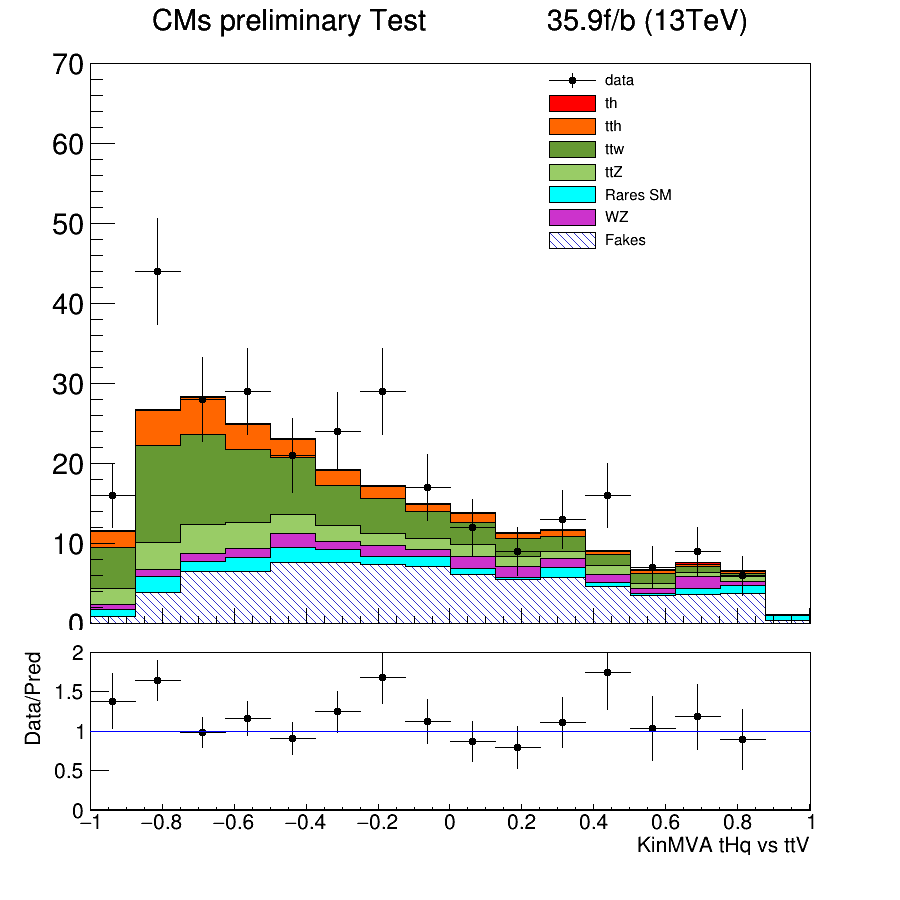 CMs preliminary Test 35.9f/b (13TeV)
70
60
50
40
30
20
10
0
data
th
tth
ttw
ttZ
Rares SM
WZ
Fakes
Data/Pred
2
1.5
1
0.5
0
−1 −0.8 −0.6 −0.4 −0.2 0 0.2 0.4 0.6 0.8 1
KinMVA tHq vs ttV